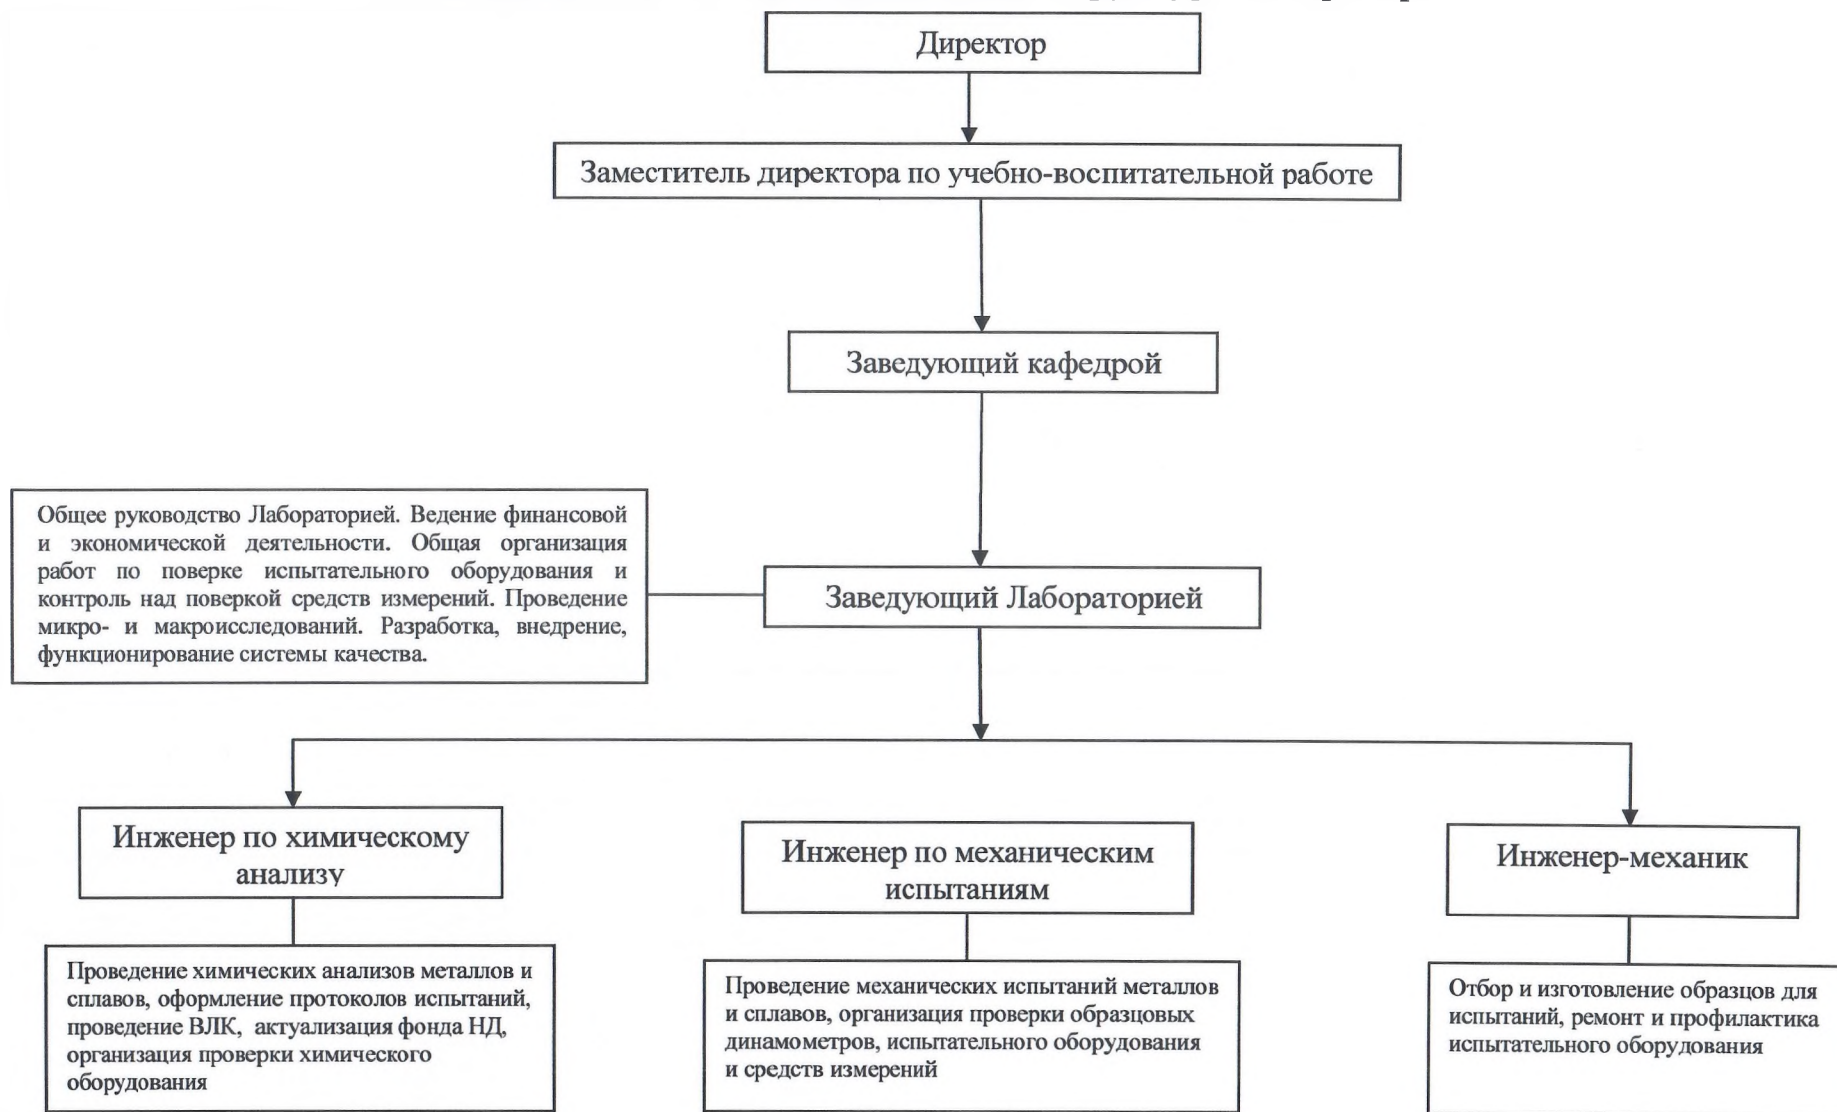 Директор
Заместитель директора по учебно-воспитательной работе
Заведующий кафедрой
Общее руководство Лабораторией. Ведение финансовой
и экономической деятельности. Общая организация
работ по поверке испытательного оборудования и
контроль над поверкой средств измерений. Проведение
микро- и макроисследований. Разработка, внедрение,
функционирование системы качества.
Заведующий Лабораторией
Инженер по химическому
анализу
Инженер по механическим
испытаниям
Инженер-механик
Проведение химических анализов металлов и
сплавов, оформление протоколов испытаний,
проведение ВЛК, актуализация фонда НД,
организация проверки химического
оборудования
Проведение механических испытаний металлов
и сплавов, организация проверки образцовых
динамометров, испытательного оборудования
и средств измерений
Отбор и изготовление образцов для
испытаний, ремонт и профилактика
испытательного оборудования